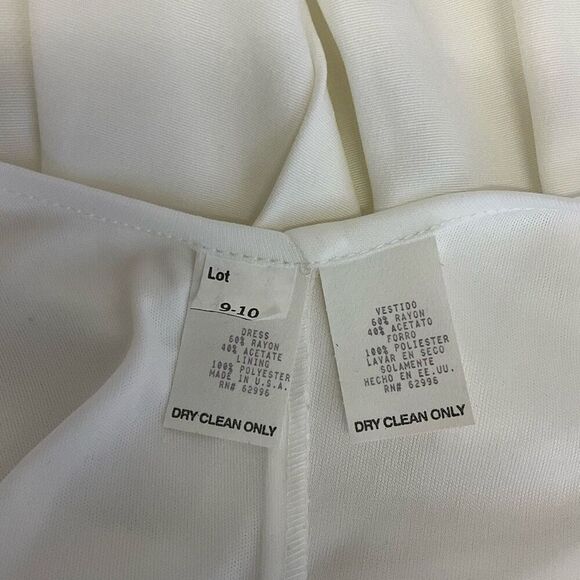 Lot
9-10
DRESS
60% RAYON
40% ACETATE
LINING
100% POLYESTER
MADE IN U.S.A.
RN# 62996
DRY CLEAN ONLY
VESTIDO
60% RAYON
40% ACETATO
FORRO
100% POLIESTER
LAVAR EN SECO
SOLAMENTE
HECHO EN EE.UU.
RN# 62996
DRY CLEAN ONLY